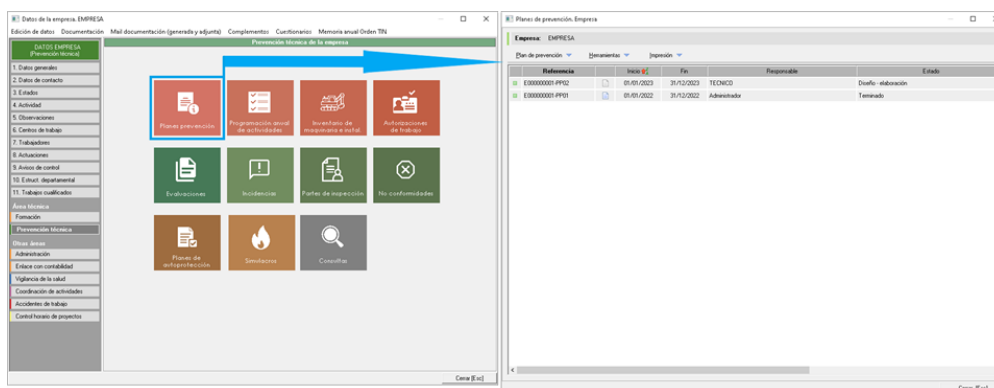 Datos de la empresa. EMPRESA
Edición de datos Documentación Mail documentación (generada y adjunta) Complementos Cuestionarios Memoria anual Orden TIN
DATOS EMPRESA
(Prevención técnica)
1. Datos generales
2. Datos de contacto
3. Estados
4. Actividad
5. Observaciones
6. Centros de trabajo
7. Trabajadores
8. Actuaciones
9. Avisos de control
10. Estruct. departamental
11. Trabajos cualificados
Área técnica
Formación
Prevención técnica
Otras áreas
Administración
Enlace con contabilidad
Vigilancia de la salud
Coordinación de actividades
Accidentes de trabajo
Control horario de proyectos
Prevención técnica de la empresa
Planes prevención
Programación anual
de actividades
Inventario de
maquinaria e instal.
Autorizaciones
de trabajo
Evaluaciones
Incidencias
Partes de inspección
No conformidades
Planes de
autoprotección
Simulacros
Consultas
Cerrar [Esc]
Planes de prevención. Empresa
Empresa: EMPRESA
Plan de prevención Herramientas Impresión
Referencia Inicio Fin Responsable Estado
E000000001-PP02 01/01/2023 31/12/2023 TECNICO Diseño - elaboración
E000000001-PP01 01/01/2022 31/12/2022 Administrador Terminado
Cerrar [Esc]